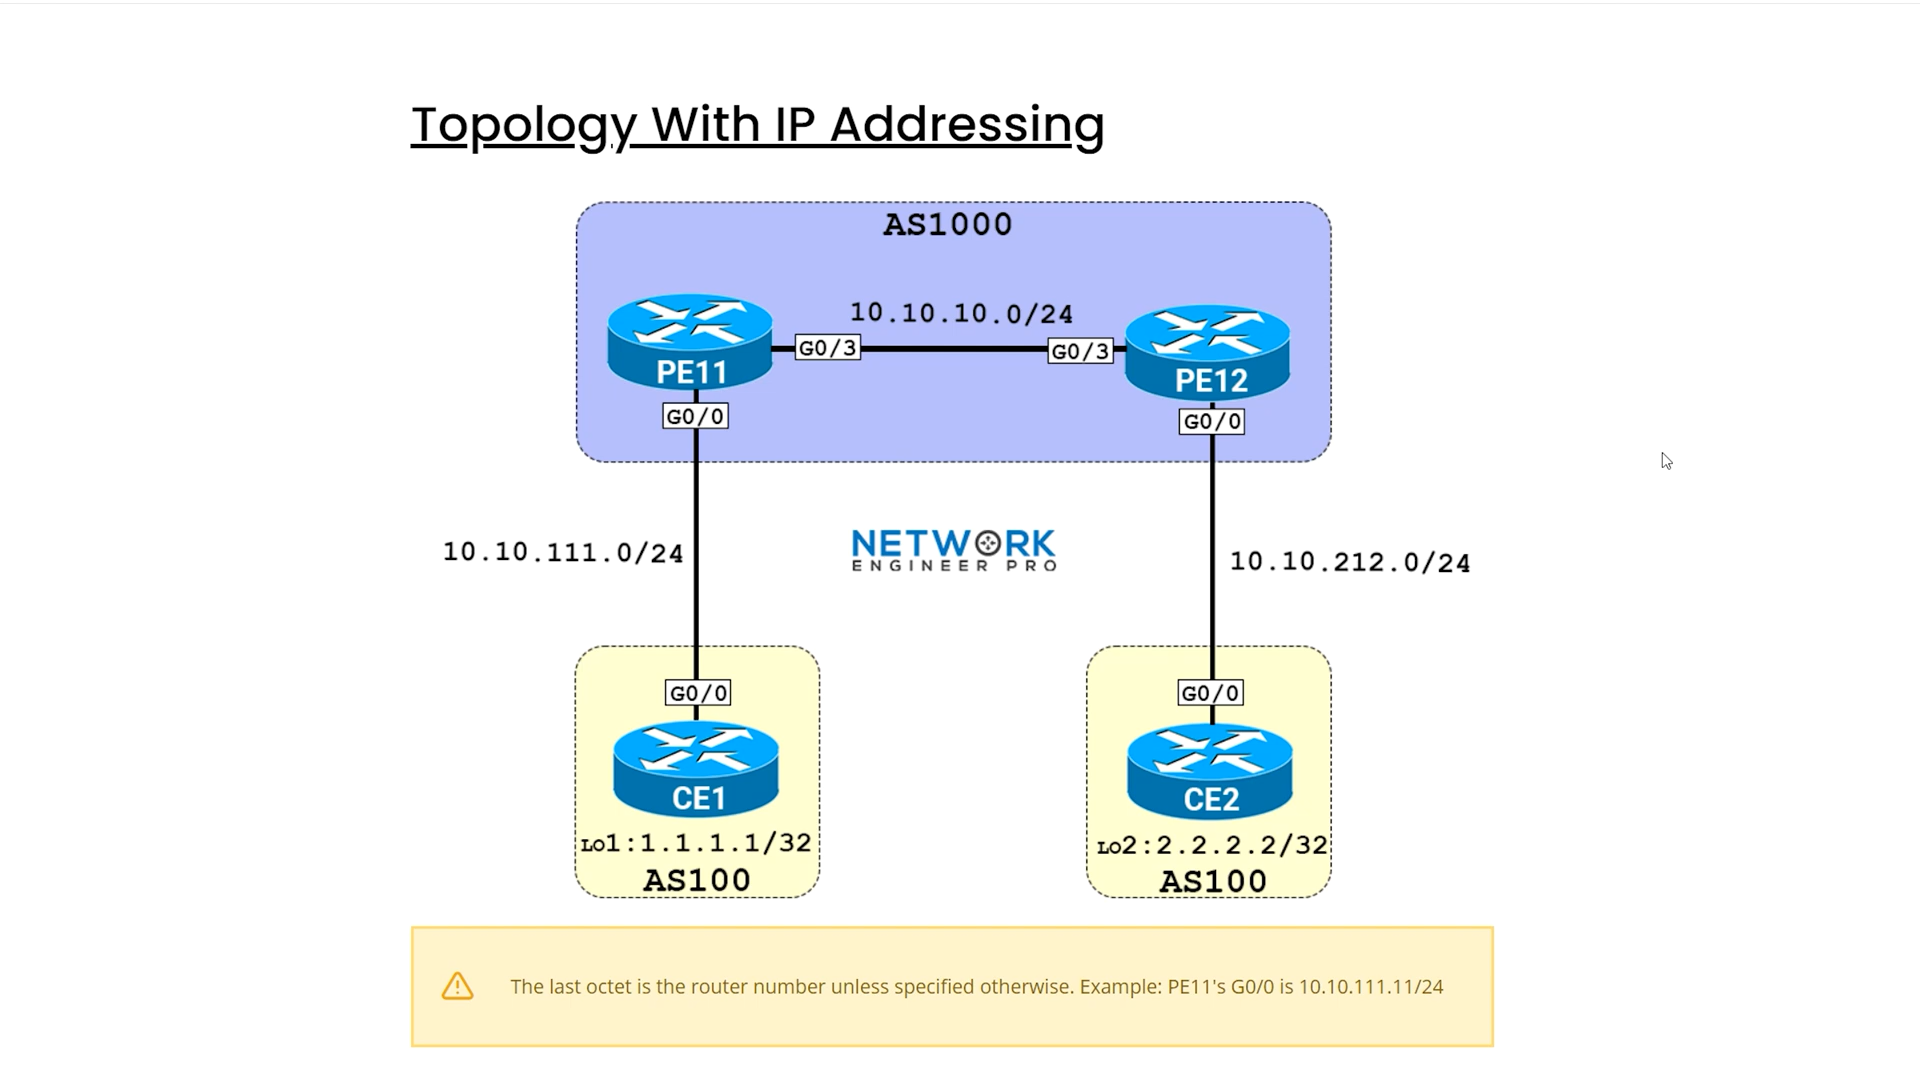 Topology With IP Addressing
AS1000
10.10.10.0/24
G0/3
G0/3
PE11
PE12
G0/0
G0/0
10.10.111.0/24
NETWORK
ENGINEER PRO
10.10.212.0/24
G0/0
G0/0
CE1
CE2
LO1:1.1.1.1/32
LO2:2.2.2.2/32
AS100
AS100
The last octet is the router number unless specified otherwise. Example: PE11's G0/0 is 10.10.111.11/24